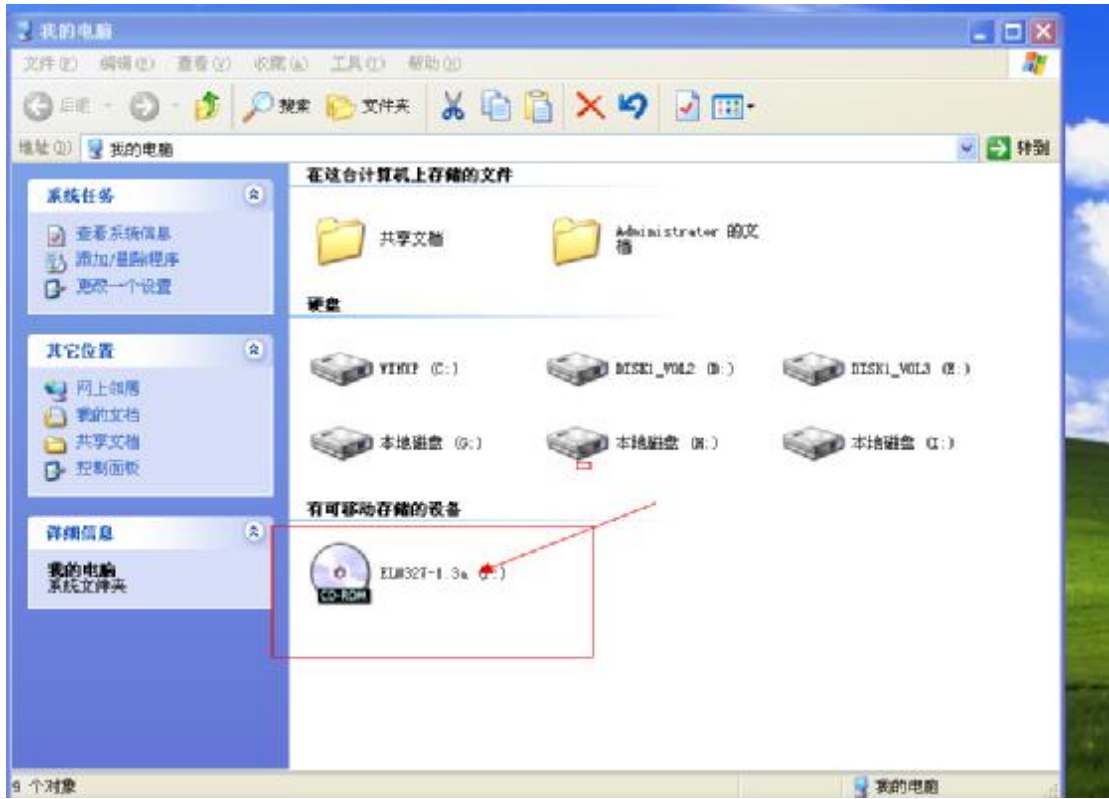 我的电脑
文件(F) 编辑(E) 查看(V) 收藏(A) 工具(T) 帮助(H)
后退 搜索 文件夹
地址(D) 我的电脑 转到
系统任务
查看系统信息
添加/删除程序
更改一个设置
其它位置
网上邻居
我的文档
共享文档
控制面板
详细信息
我的电脑
系统文件夹
在这台计算机上存储的文件
共享文档 Administrator 的文
档
硬盘
WINXP (C:) DISK1_VOL2 (D:) DISK1_VOL3 (E:)
本地磁盘 (G:) 本地磁盘 (H:) 本地磁盘 (I:)
有可移动存储的设备
ELM327-1.3a
CD-ROM
9 个对象 我的电脑